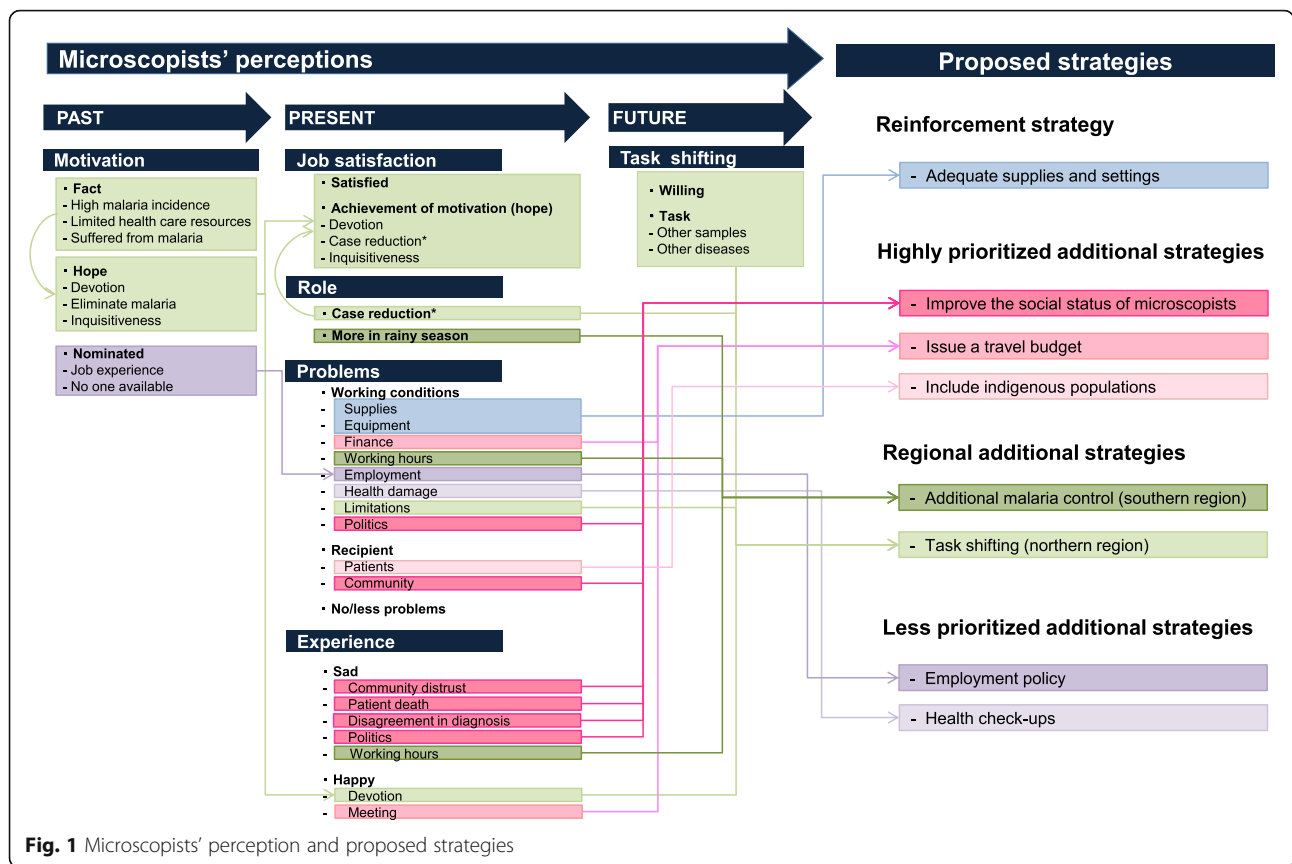 Microscopists' perceptions
Proposed strategies
PAST
PRESENT
FUTURE
Motivation
· Fact
- High malaria incidence
- Limited health care resources
- Suffered from malaria
· Hope
- Devotion
- Eliminate malaria
- Inquisitiveness
· Nominated
- Job experience
- No one available
Job satisfaction
· Satisfied
· Achievement of motivation (hope)
- Devotion
- Case reduction*
- Inquisitiveness
Role
· Case reduction*
· More in rainy season
Problems
· Working conditions
- Supplies
- Equipment
- Finance
- Working hours
- Employment
- Health damage
- Limitations
- Politics
· Recipient
- Patients
- Community
· No/less problems
Experience
· Sad
- Community distrust
- Patient death
- Disagreement in diagnosis
- Politics
- Working hours
· Happy
- Devotion
- Meeting
Task shifting
· Willing
· Task
- Other samples
- Other diseases
Reinforcement strategy
- Adequate supplies and settings
Highly prioritized additional strategies
- Improve the social status of microscopists
- Issue a travel budget
- Include indigenous populations
Regional additional strategies
- Additional malaria control (southern region)
- Task shifting (northern region)
Less prioritized additional strategies
- Employment policy
- Health check-ups
Fig. 1 Microscopists' perception and proposed strategies